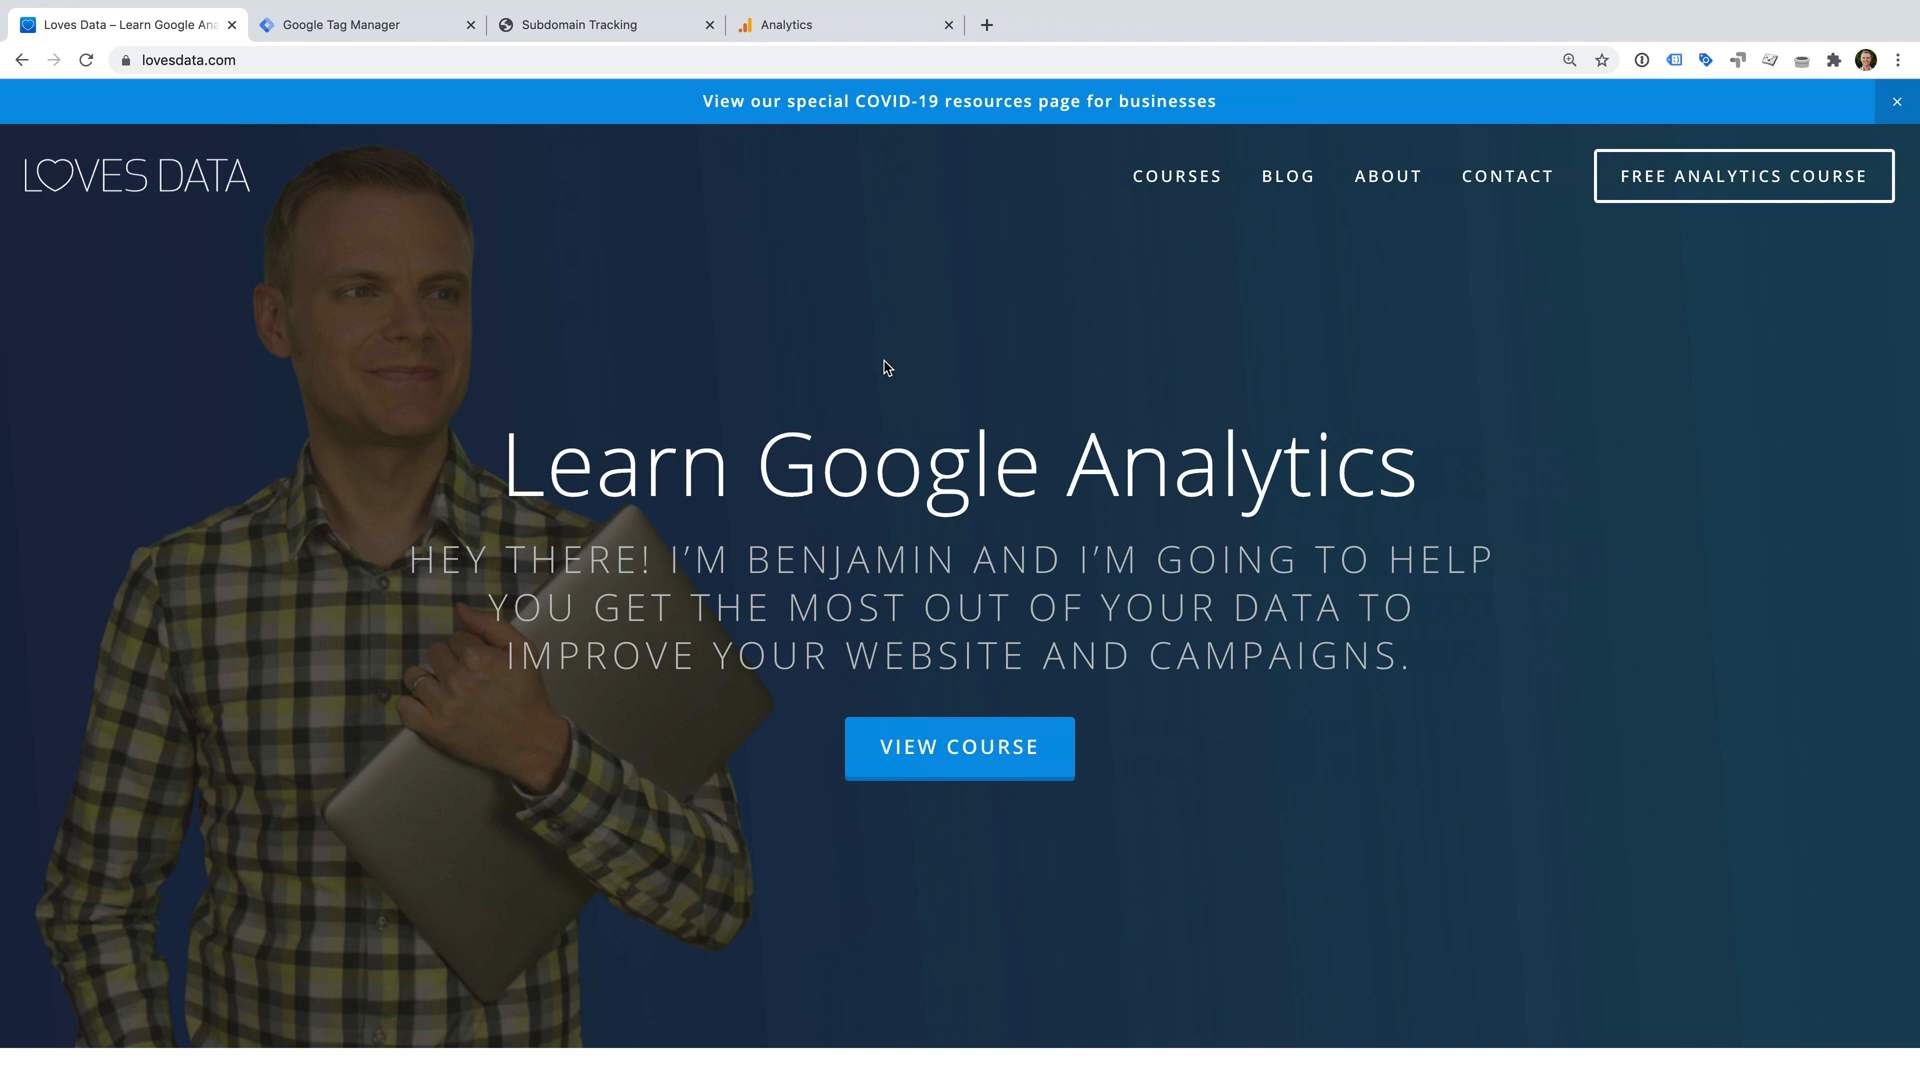 Loves Data – Learn Google Ana
Google Tag Manager
Subdomain Tracking
Analytics
lovesdata.com
View our special COVID-19 resources page for businesses
LOVES DATA
COURSES
BLOG
ABOUT
CONTACT
FREE ANALYTICS COURSE
Learn Google Analytics
HEY THERE! I’M BENJAMIN AND I’M GOING TO HELP
YOU GET THE MOST OUT OF YOUR DATA TO
IMPROVE YOUR WEBSITE AND CAMPAIGNS.
VIEW COURSE